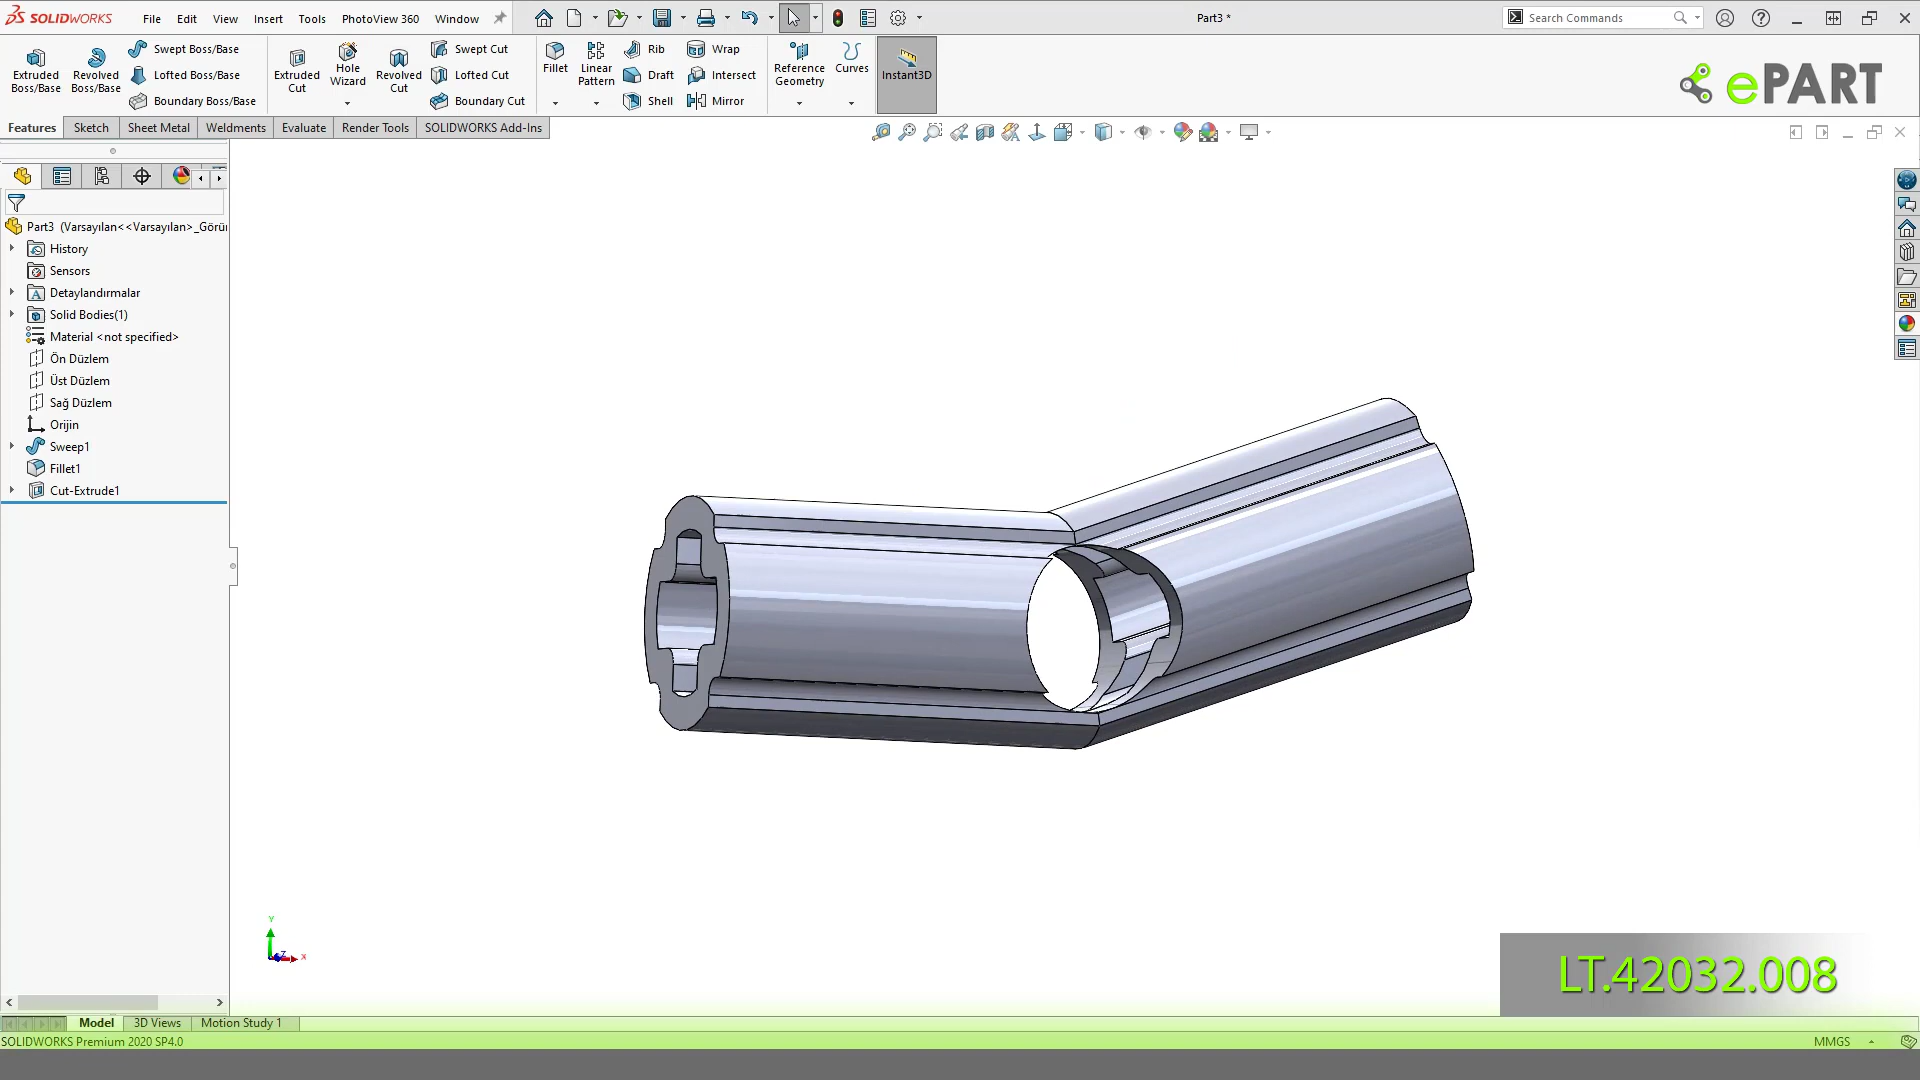 SOLIDWORKS File Edit View Insert Tools PhotoView 360 Window Part3 * Search Commands
Extruded Boss/Base Revolved Boss/Base Swept Boss/Base Lofted Boss/Base Boundary Boss/Base Extruded Cut Hole Wizard Revolved Cut Swept Cut Lofted Cut Boundary Cut Fillet Linear Pattern Rib Draft Shell Wrap Intersect Mirror Reference Geometry Curves Instant3D
ePART
Features Sketch Sheet Metal Weldments Evaluate Render Tools SOLIDWORKS Add-Ins
Part3 (Varsayılan<<Varsayılan>_Görü
History
Sensors
Detaylandırmalar
Solid Bodies(1)
Material <not specified>
Ön Düzlem
Üst Düzlem
Sağ Düzlem
Orijin
Sweep1
Fillet1
Cut-Extrude1
Y
Z X
LT.42032.008
Model 3D Views Motion Study 1
SOLIDWORKS Premium 2020 SP4.0 MMGS